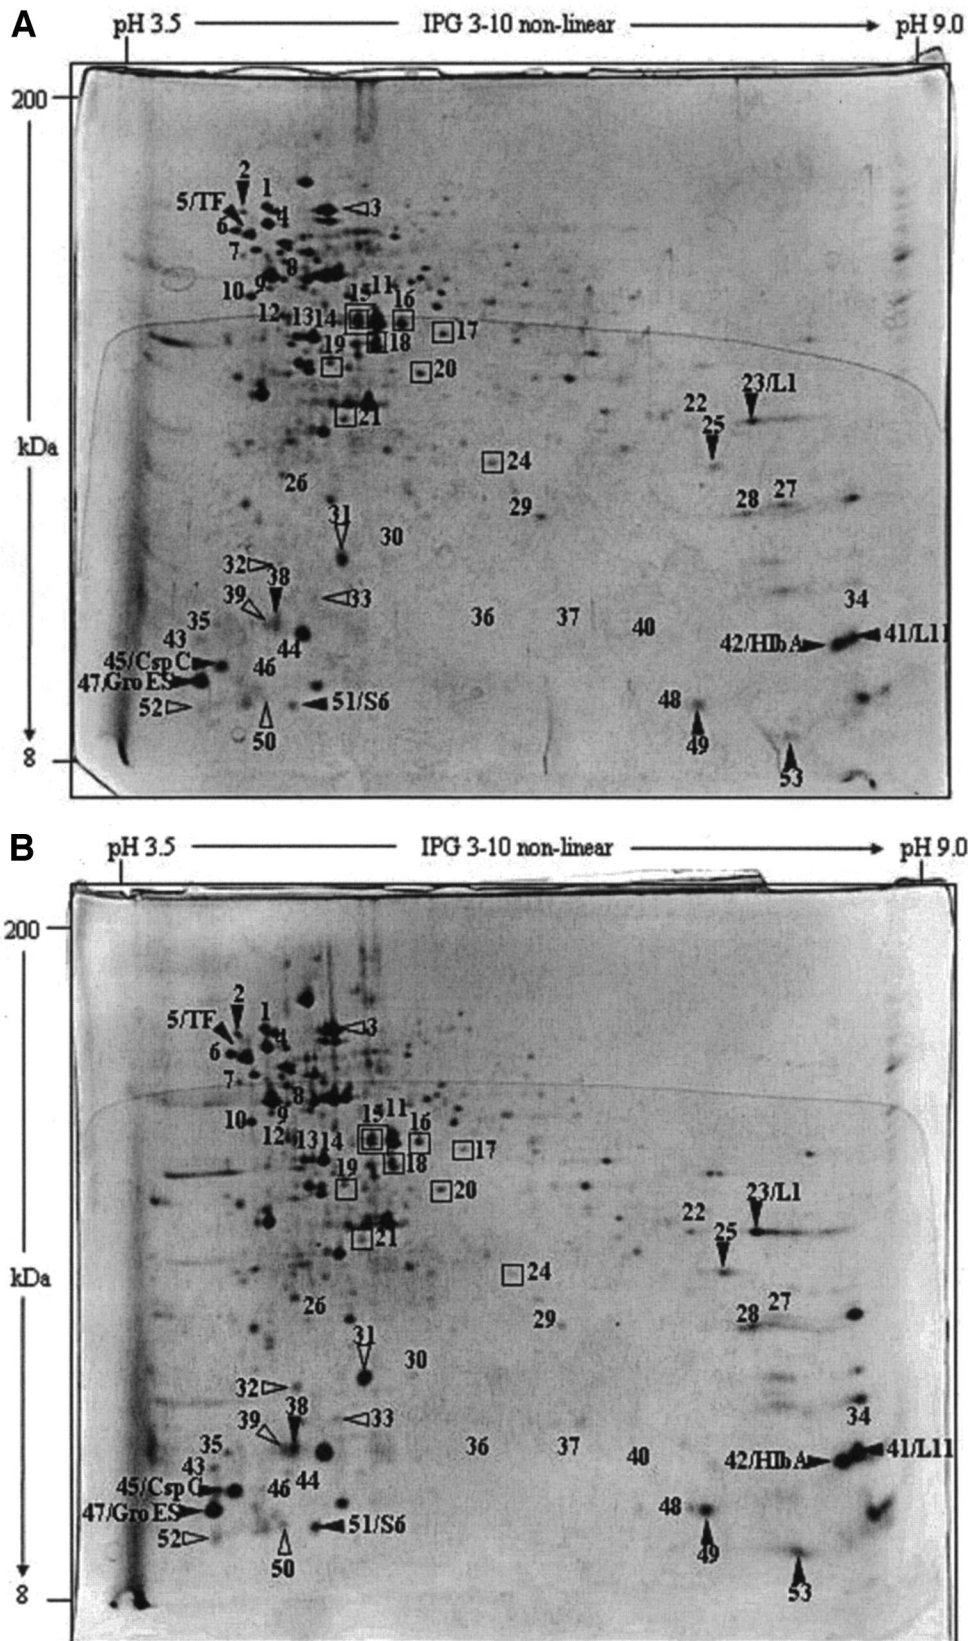 A pH 3.5 IPG 3-10 non-linear pH 9.0
200
2
1
5/TF 4 3
6
7
8
9
10 15 11 16
12 13 14 17
19 18
20
23/L1
22
21 25
24
26 27
28
29
31
30
kDa
32 38
39 33 34
35 36 37
43 40 41/L11
44 42/HlbA
45/CspC 46
47/GroES
52 51/S6 48
50 49
8 53
B pH 3.5 IPG 3-10 non-linear pH 9.0
200
2
1
5/TF 4 3
6
7
8
10 9 15 11 16
12 13 14 17
19 18
20 23/L1
22
21 25
24
kDa
26 27
28
29
31
30
32 38
39 33 34
35 36 37
43 40 41/L11
44 42/HlbA
45/CspC 46
47/GroES 48
52 51/S6
50 49
8 53